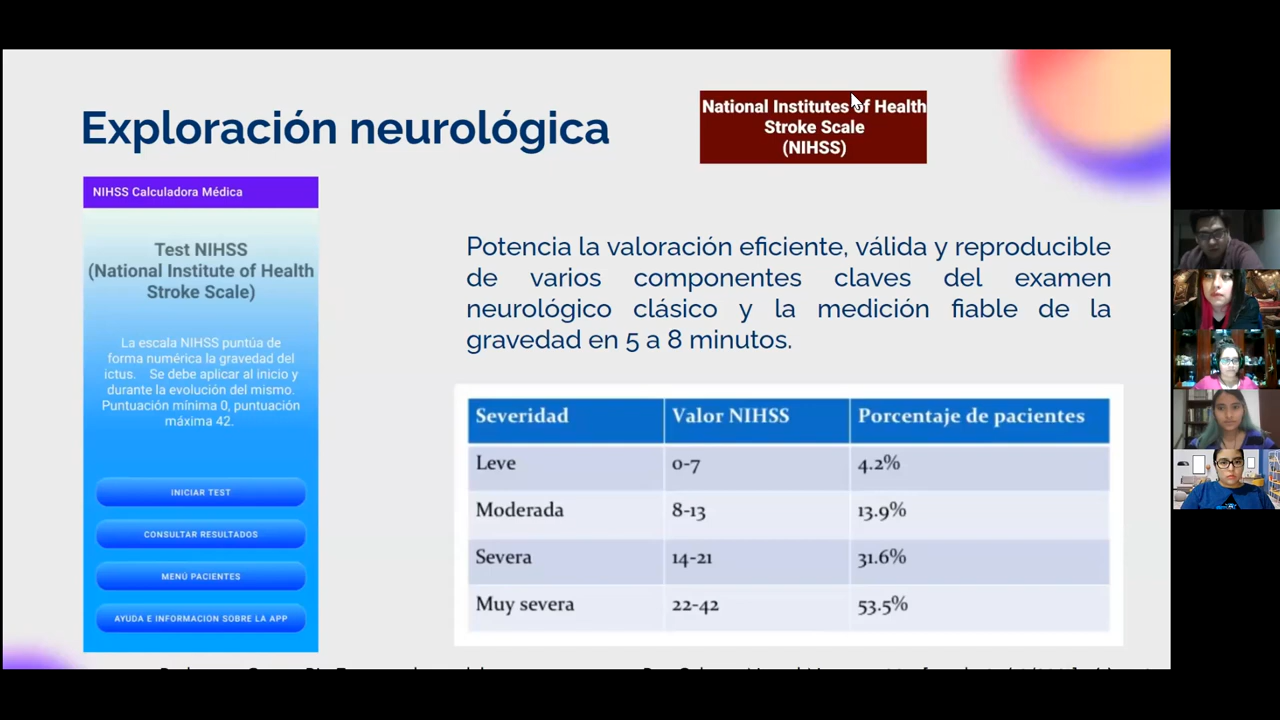 Exploración neurológica
National Institutes of Health
Stroke Scale
(NIHSS)
NIHSS Calculadora Médica
Test NIHSS
(National Institute of Health
Stroke Scale)
La escala NIHSS puntúa de
forma numérica la gravedad del
ictus. Se debe aplicar al inicio y
durante la evolución del mismo.
Puntuación mínima 0, puntuación
máxima 42.
INICIAR TEST
CONSULTAR RESULTADOS
MENÚ PACIENTES
AYUDA E INFORMACION SOBRE LA APP
Potencia la valoración eficiente, válida y reproducible
de varios componentes claves del examen
neurológico clásico y la medición fiable de la
gravedad en 5 a 8 minutos.
Severidad Valor NIHSS Porcentaje de pacientes
Leve 0-7 4.2%
Moderada 8-13 13.9%
Severa 14-21 31.6%
Muy severa 22-42 53.5%